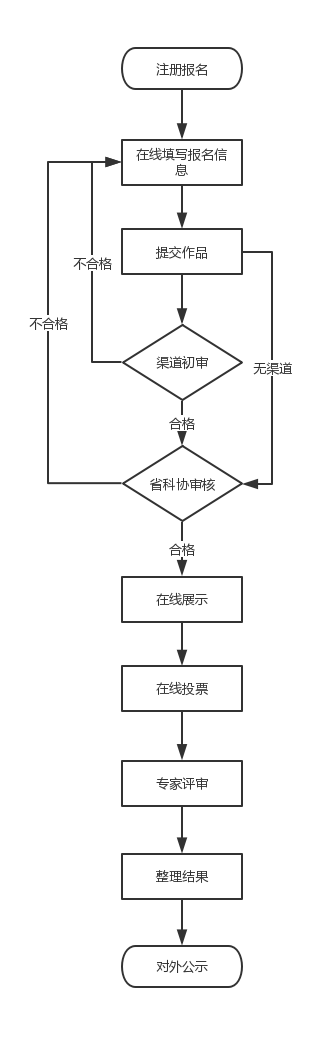 注册报名
在线填写报名信
息
提交作品
不合格
不合格
渠道初审
无渠道
合格
省科协审核
合格
在线展示
在线投票
专家评审
整理结果
对外公示